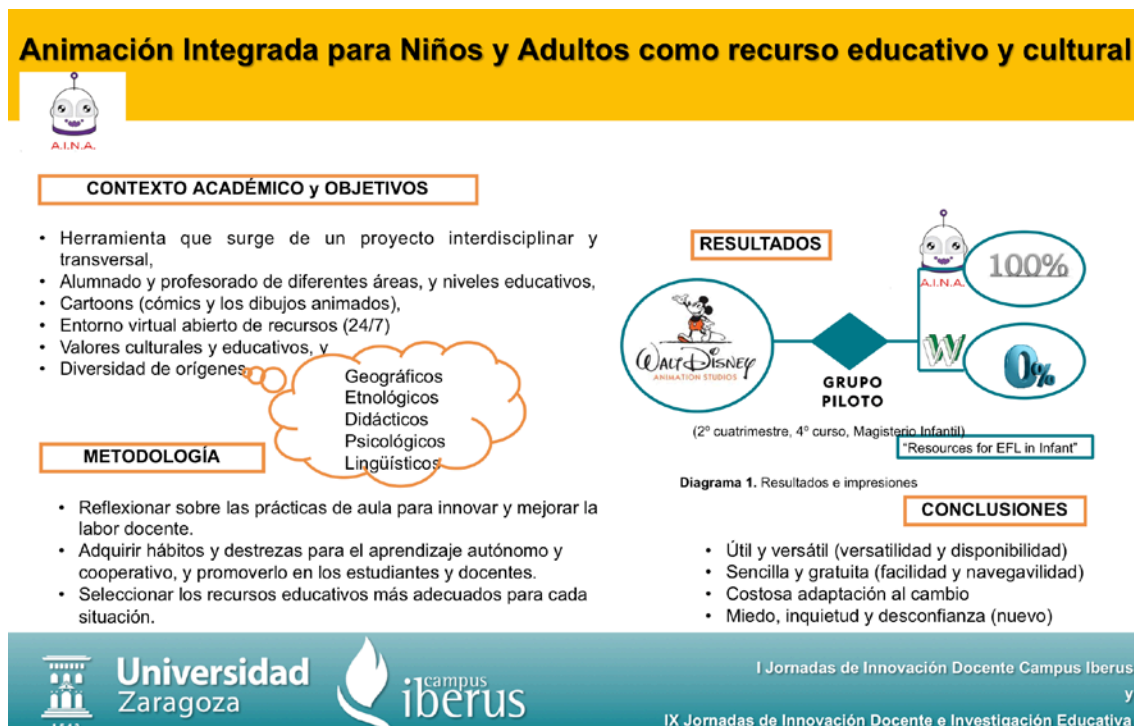 Animación Integrada para Niños y Adultos como recurso educativo y cultural
A.I.N.A.
CONTEXTO ACADÉMICO y OBJETIVOS
• Herramienta que surge de un proyecto interdisciplinar y
transversal,
• Alumnado y profesorado de diferentes áreas, y niveles educativos,
• Cartoons (cómics y los dibujos animados),
• Entorno virtual abierto de recursos (24/7)
• Valores culturales y educativos, y
• Diversidad de orígenes
Geográficos
Etnológicos
Didácticos
Psicológicos
Lingüísticos
METODOLOGÍA
• Reflexionar sobre las prácticas de aula para innovar y mejorar la
labor docente.
• Adquirir hábitos y destrezas para el aprendizaje autónomo y
cooperativo, y promoverlo en los estudiantes y docentes.
• Seleccionar los recursos educativos más adecuados para cada
situación.
RESULTADOS
A.I.N.A.
100%
WALT DISNEY
ANIMATION STUDIOS
GRUPO
PILOTO
W
0%
(2º cuatrimestre, 4º curso, Magisterio Infantil)
"Resources for EFL in Infant"
Diagrama 1. Resultados e impresiones
CONCLUSIONES
• Útil y versátil (versatilidad y disponibilidad)
• Sencilla y gratuita (facilidad y navegavilidad)
• Costosa adaptación al cambio
• Miedo, inquietud y desconfianza (nuevo)
Universidad
Zaragoza
campus
iberus
I Jornadas de Innovación Docente Campus Iberus
y
IX Jornadas de Innovación Docente e Investigación Educativa